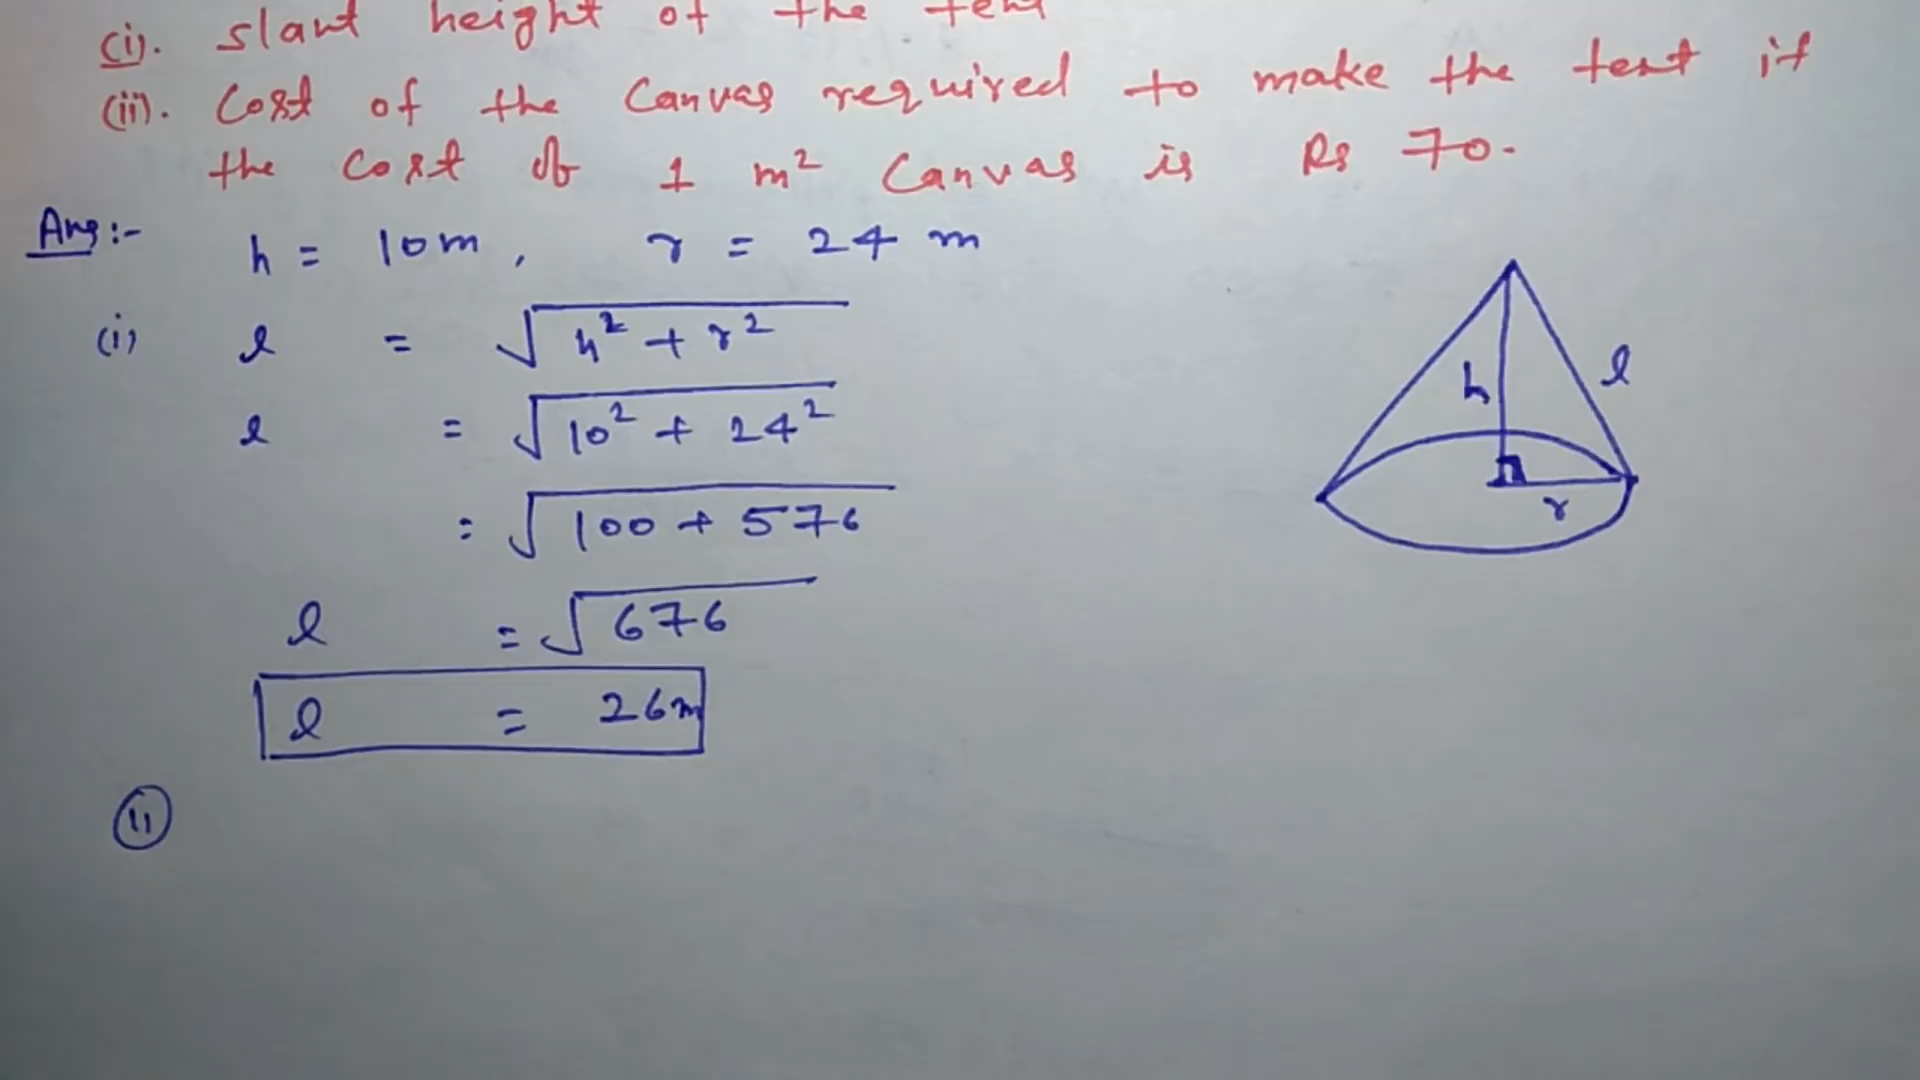 (i). slant height of the tent
(ii). Cost of the Canvas required to make the tent if
the cost of 1 m² Canvas is Rs 70.
Ans:- h = 10m, r = 24 m
(i) l = √h² + r²
l = √10² + 24²
= √100 + 576
l = √676
l = 26m
(ii)
h
l
r